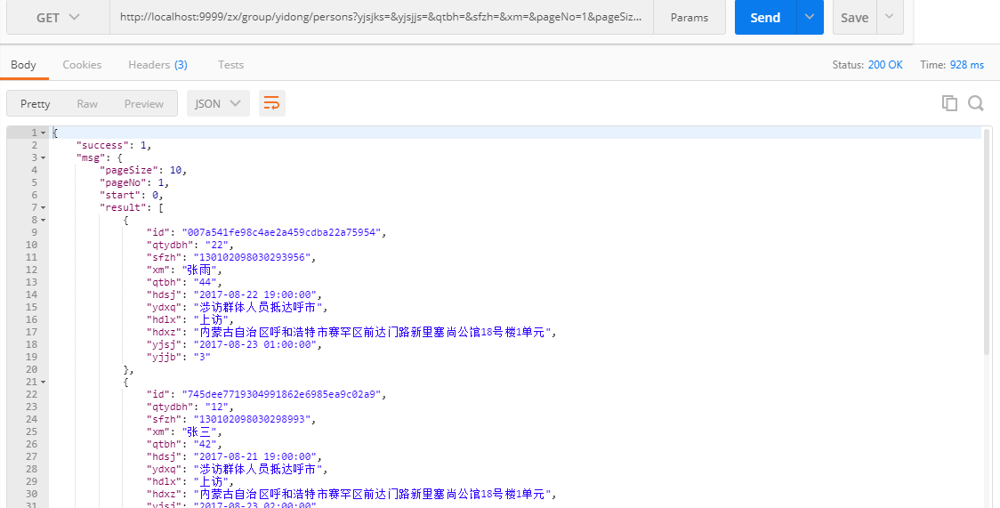 GET http://localhost:9999/zx/group/yidong/persons?yjsjks=&yjsjjs=&qtbh=&sfzh=&xm=&pageNo=1&pageSiz... Params Send Save
Body Cookies Headers (3) Tests Status: 200 OK Time: 928 ms
Pretty Raw Preview JSON
1 {
2 "success": 1,
3 "msg": {
4 "pageSize": 10,
5 "pageNo": 1,
6 "start": 0,
7 "result": [
8 {
9 "id": "007a541fe98c4ae2a459cdba22a75954",
10 "qtydbh": "22",
11 "sfzh": "130102098030293956",
12 "xm": "张雨",
13 "qtbh": "44",
14 "hdsj": "2017-08-22 19:00:00",
15 "ydxq": "涉访群体人员抵达呼市",
16 "hdlx": "上访",
17 "hdxz": "内蒙古自治区呼和浩特市赛罕区前达门路新里塞尚公馆18号楼1单元",
18 "yjsj": "2017-08-23 01:00:00",
19 "yjjb": "3"
20 },
21 {
22 "id": "745dee7719304991862e6985ea9c02a9",
23 "qtydbh": "12",
24 "sfzh": "130102098030298993",
25 "xm": "张三",
26 "qtbh": "42",
27 "hdsj": "2017-08-21 19:00:00",
28 "ydxq": "涉访群体人员抵达呼市",
29 "hdlx": "上访",
30 "hdxz": "内蒙古自治区呼和浩特市赛罕区前达门路新里塞尚公馆18号楼1单元",
31 "yjsj": "2017-08-23 02:00:00",